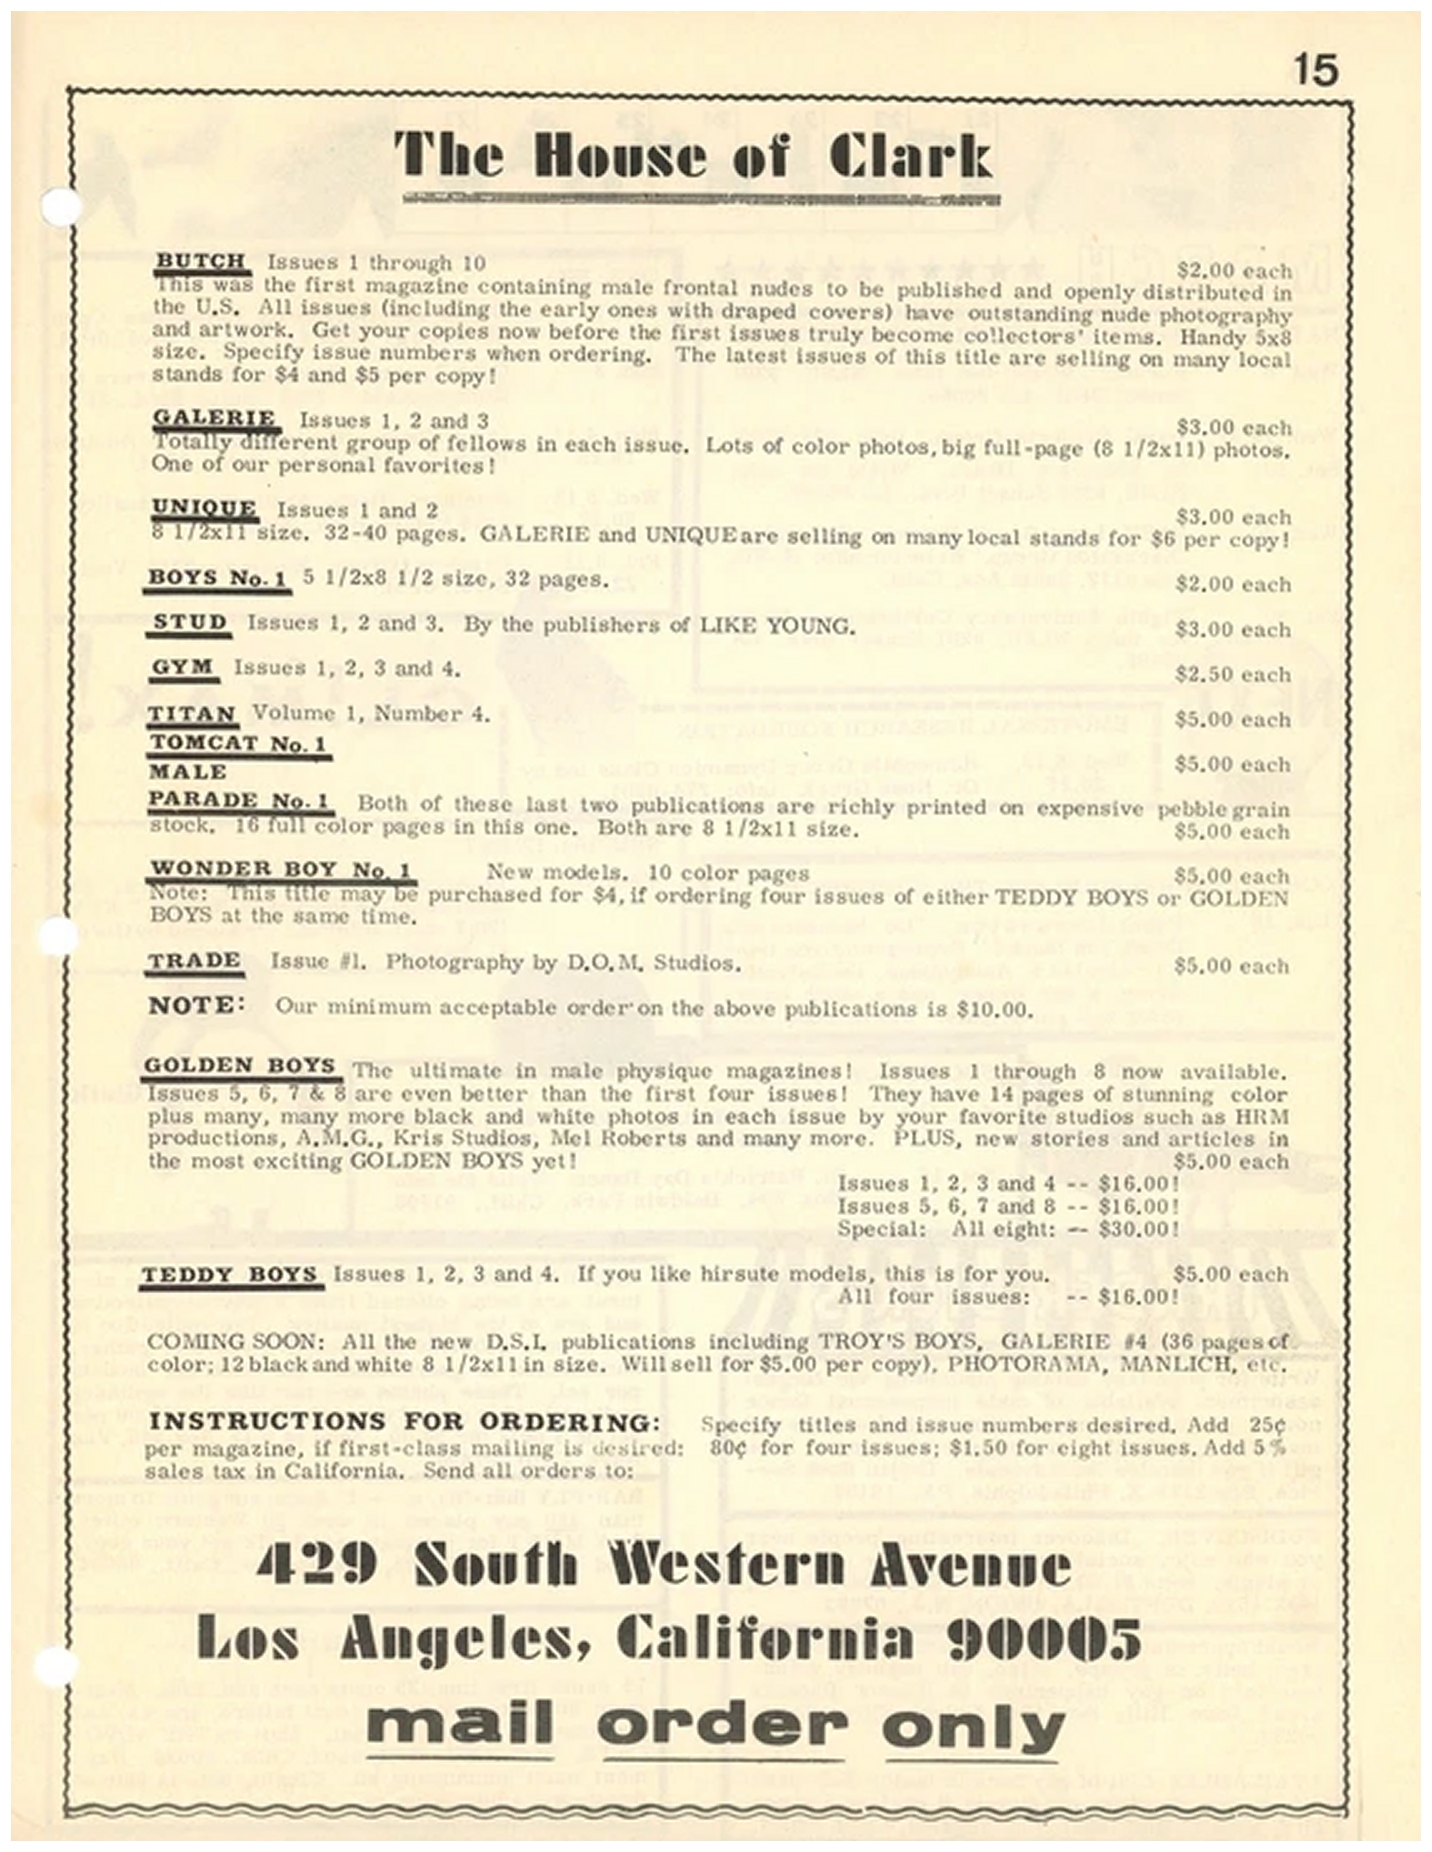 15
The House of Clark
BUTCH Issues 1 through 10 $2.00 each
This was the first magazine containing male frontal nudes to be published and openly distributed in
the U.S. All issues (including the early ones with draped covers) have outstanding nude photography
and artwork. Get your copies now before the first issues truly become collectors' items. Handy 5x8
size. Specify issue numbers when ordering. The latest issues of this title are selling on many local
stands for $4 and $5 per copy!
GALERIE Issues 1, 2 and 3 $3.00 each
Totally different group of fellows in each issue. Lots of color photos, big full-page (8 1/2x11) photos.
One of our personal favorites!
UNIQUE Issues 1 and 2 $3.00 each
8 1/2x11 size. 32-40 pages. GALERIE and UNIQUE are selling on many local stands for $6 per copy!
BOYS No. 1 5 1/2x8 1/2 size, 32 pages. $2.00 each
STUD Issues 1, 2 and 3. By the publishers of LIKE YOUNG. $3.00 each
GYM Issues 1, 2, 3 and 4. $2.50 each
TITAN Volume 1, Number 4. $5.00 each
TOMCAT No. 1 $5.00 each
MALE
PARADE No. 1 Both of these last two publications are richly printed on expensive pebble grain
stock. 16 full color pages in this one. Both are 8 1/2x11 size. $5.00 each
WONDER BOY No. 1 New models. 10 color pages $5.00 each
Note: This title may be purchased for $4, if ordering four issues of either TEDDY BOYS or GOLDEN
BOYS at the same time.
TRADE Issue #1. Photography by D.O.M. Studios. $5.00 each
NOTE: Our minimum acceptable order on the above publications is $10.00.
GOLDEN BOYS The ultimate in male physique magazines! Issues 1 through 8 now available.
Issues 5, 6, 7 & 8 are even better than the first four issues! They have 14 pages of stunning color
plus many, many more black and white photos in each issue by your favorite studios such as HRM
productions, A.M.G., Kris Studios, Mel Roberts and many more. PLUS, new stories and articles in
the most exciting GOLDEN BOYS yet! $5.00 each
Issues 1, 2, 3 and 4 -- $16.00!
Issues 5, 6, 7 and 8 -- $16.00!
Special: All eight: -- $30.00!
TEDDY BOYS Issues 1, 2, 3 and 4. If you like hirsute models, this is for you. $5.00 each
All four issues: -- $16.00!
COMING SOON: All the new D.S.I. publications including TROY'S BOYS, GALERIE #4 (36 pages of
color; 12 black and white 8 1/2x11 in size. Will sell for $5.00 per copy), PHOTORAMA, MANLICH, etc.
INSTRUCTIONS FOR ORDERING: Specify titles and issue numbers desired. Add 25¢
per magazine, if first-class mailing is desired: 80¢ for four issues; $1.50 for eight issues. Add 5%
sales tax in California. Send all orders to:
429 South Western Avenue
Los Angeles, California 90005
mail order only